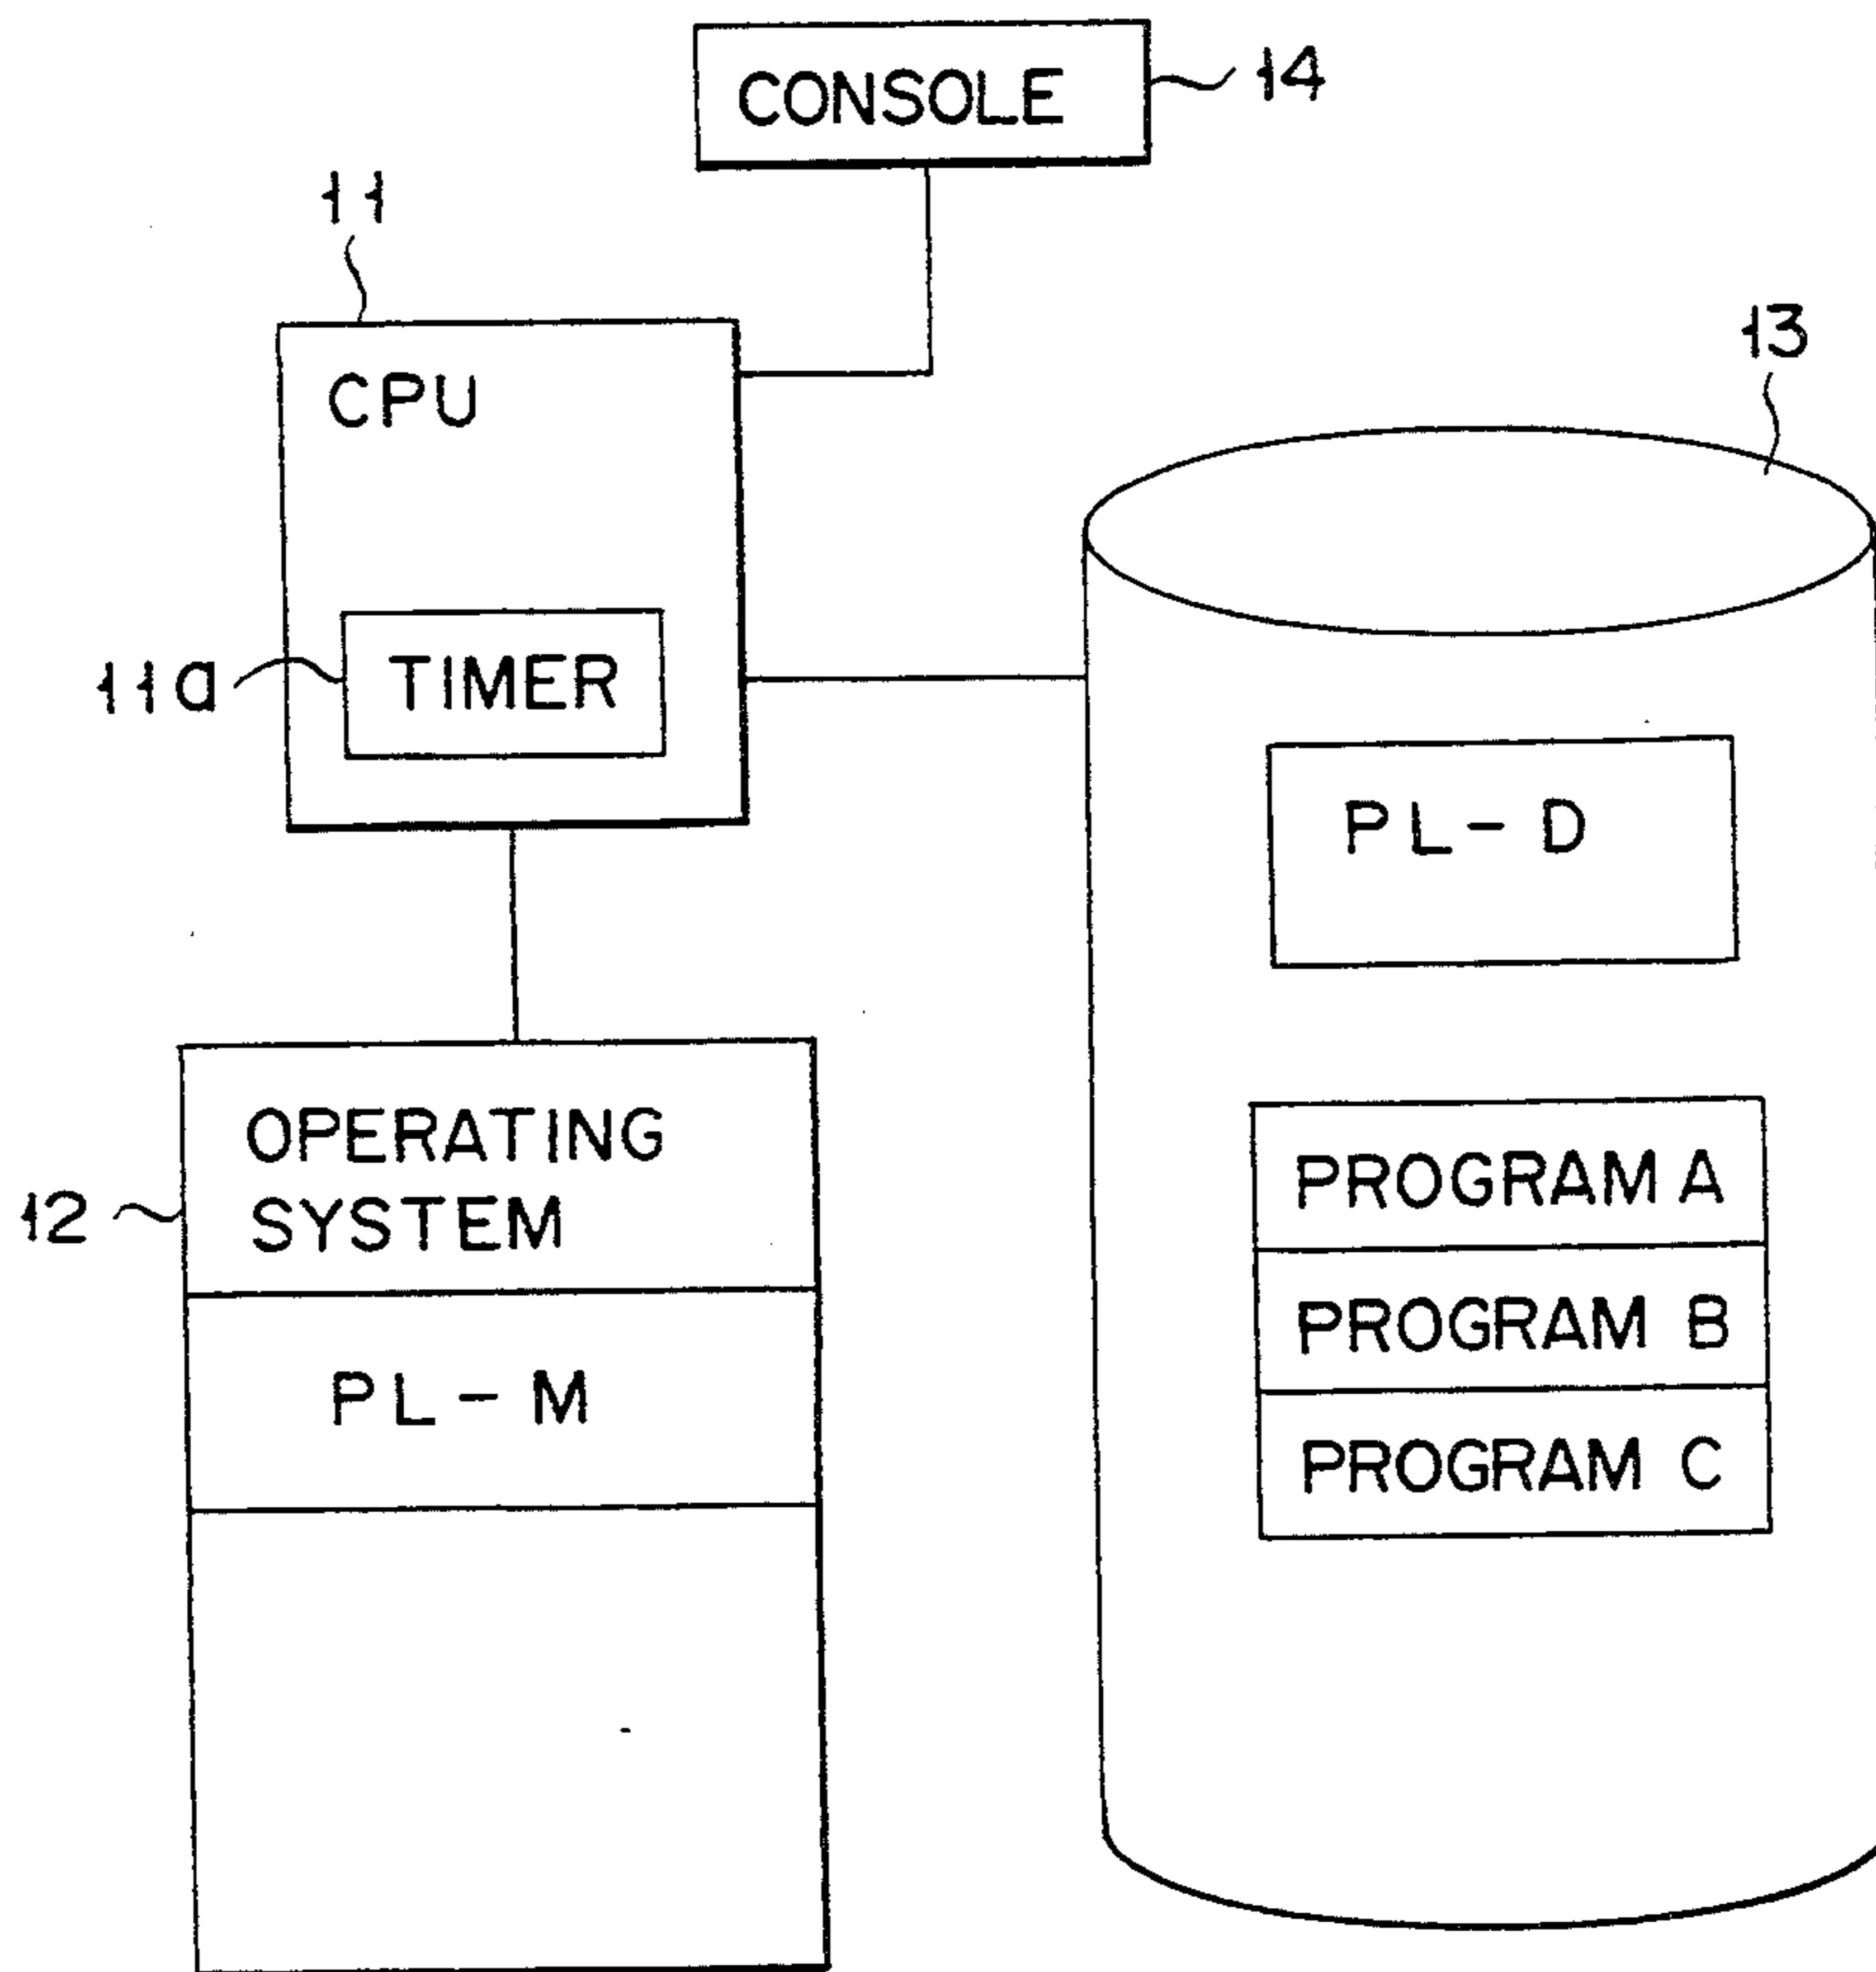 CONSOLE
14
11
CPU
13
11a
TIMER
PL-D
OPERATING
SYSTEM
12
PL-M
PROGRAM A
PROGRAM B
PROGRAM C